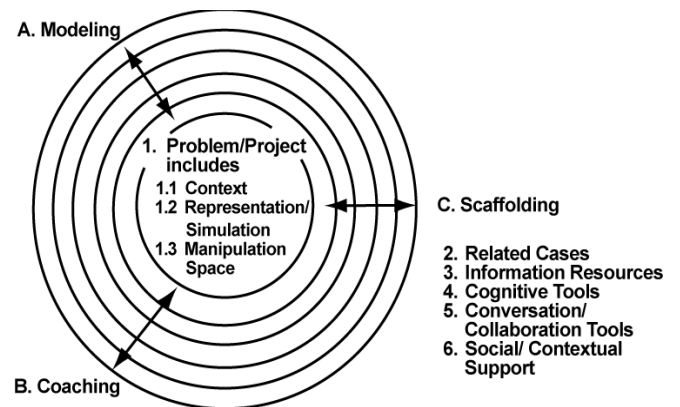 A. Modeling
1. Problem/Project
includes
1.1 Context
1.2 Representation/
Simulation
1.3 Manipulation
Space
B. Coaching
C. Scaffolding
2. Related Cases
3. Information Resources
4. Cognitive Tools
5. Conversation/
Collaboration Tools
6. Social/ Contextual
Support